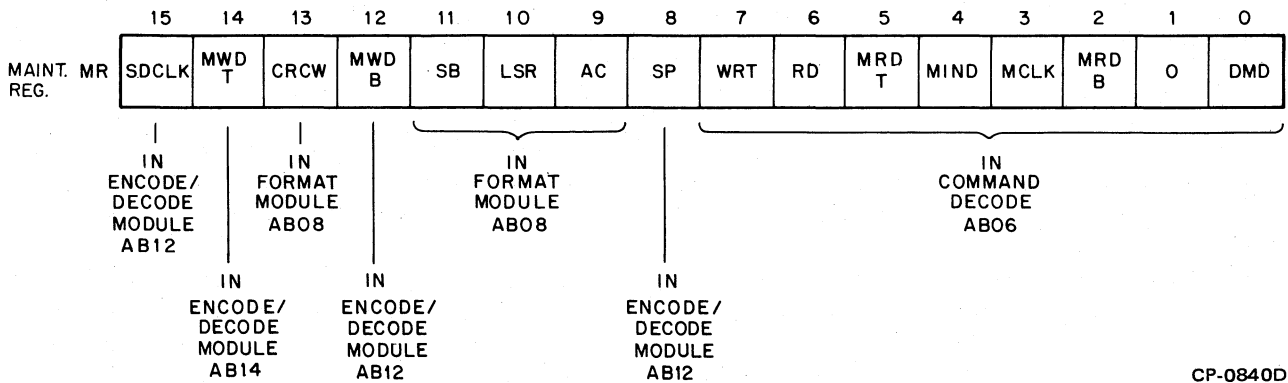 15 14 13 12 11 10 9 8 7 6 5 4 3 2 1 0
MAINT. REG. MR SDCLK MWD T CRCW MWD B SB LSR AC SP WRT RD MRD T MIND MCLK MRD B 0 DMD
IN
ENCODE/
DECODE
MODULE
AB12
IN
FORMAT
MODULE
AB08
IN
FORMAT
MODULE
AB08
IN
COMMAND
DECODE
AB06
IN
ENCODE/
DECODE
MODULE
AB14
IN
ENCODE/
DECODE
MODULE
AB12
IN
ENCODE/
DECODE
MODULE
AB12
CP-0840D